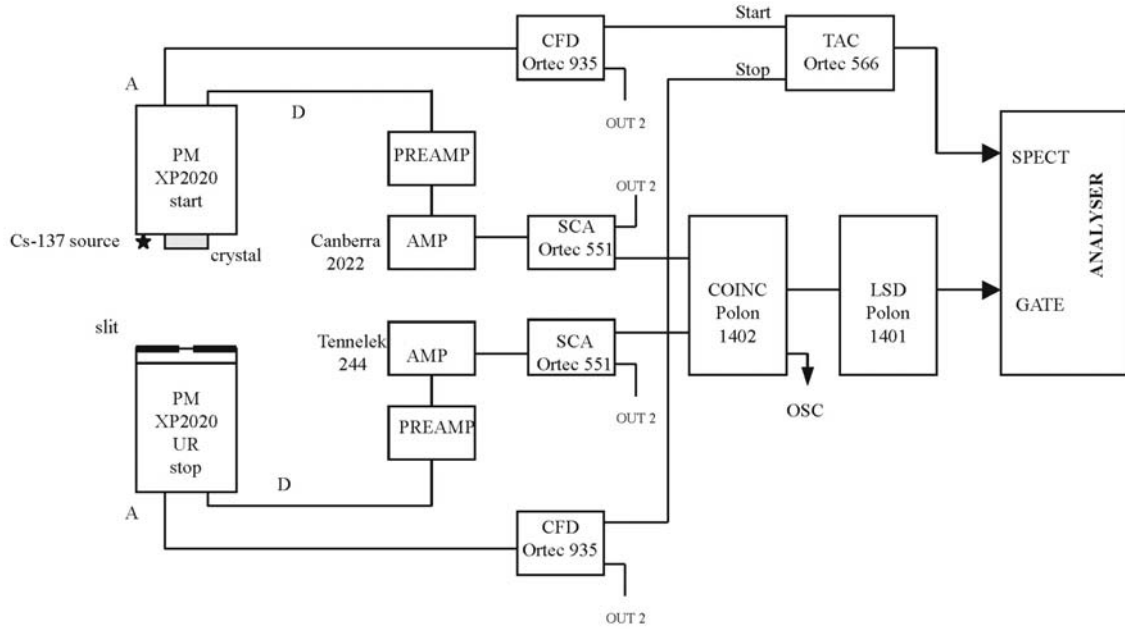 Start
CFD
Ortec 935
TAC
Ortec 566
Stop
A
D
OUT 2
PM
XP2020
start
PREAMP
SPECT
ANALYSER
OUT 2
Cs-137 source
crystal
Canberra
2022
AMP
SCA
Ortec 551
COINC
Polon
1402
LSD
Polon
1401
GATE
slit
Tennelek
244
AMP
SCA
Ortec 551
OUT 2
OSC
PM
XP2020
UR
stop
PREAMP
D
A
CFD
Ortec 935
OUT 2